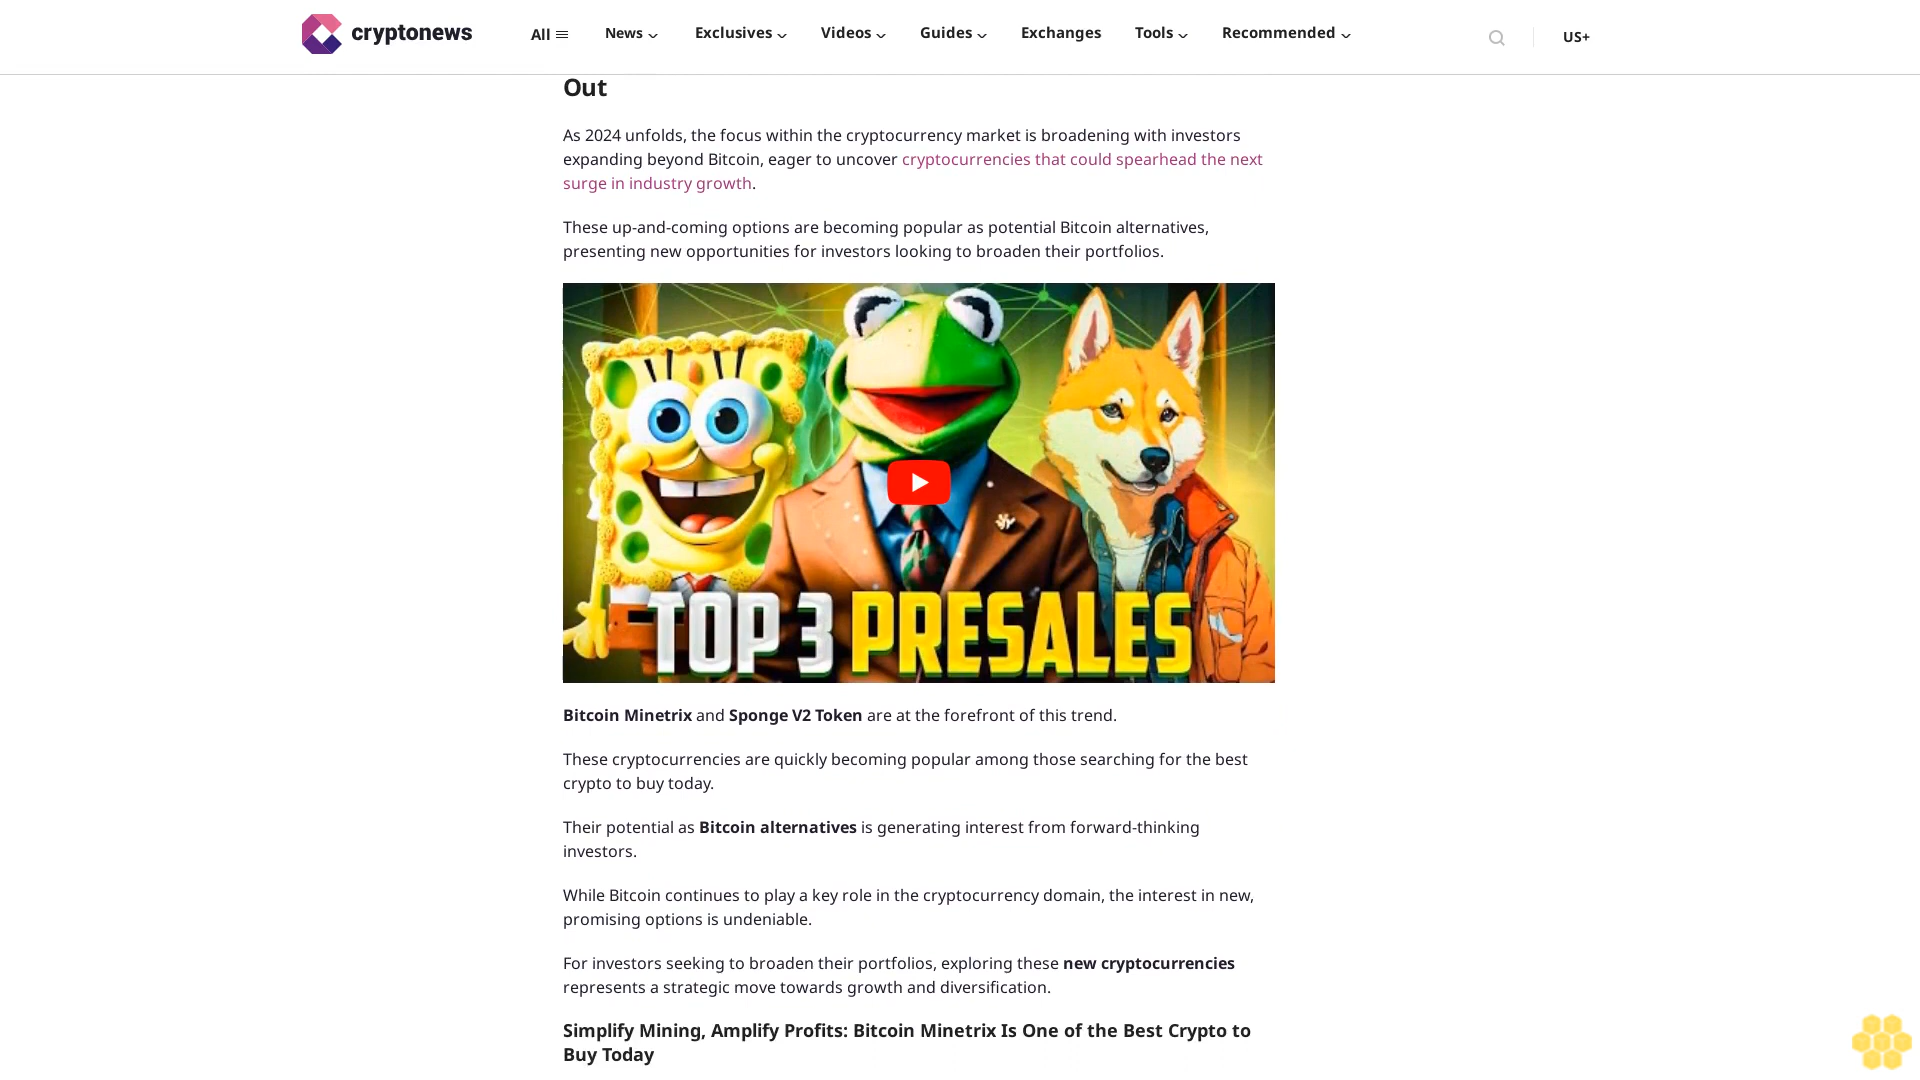 cryptonews
All
News
Exclusives
Videos
Guides
Exchanges
Tools
Recommended
US+
Out
As 2024 unfolds, the focus within the cryptocurrency market is broadening with investors
expanding beyond Bitcoin, eager to uncover cryptocurrencies that could spearhead the next
surge in industry growth.
These up-and-coming options are becoming popular as potential Bitcoin alternatives,
presenting new opportunities for investors looking to broaden their portfolios.
TOP 3 PRESALES
Bitcoin Minetrix and Sponge V2 Token are at the forefront of this trend.
These cryptocurrencies are quickly becoming popular among those searching for the best
crypto to buy today.
Their potential as Bitcoin alternatives is generating interest from forward-thinking
investors.
While Bitcoin continues to play a key role in the cryptocurrency domain, the interest in new,
promising options is undeniable.
For investors seeking to broaden their portfolios, exploring these new cryptocurrencies
represents a strategic move towards growth and diversification.
Simplify Mining, Amplify Profits: Bitcoin Minetrix Is One of the Best Crypto to
Buy Today